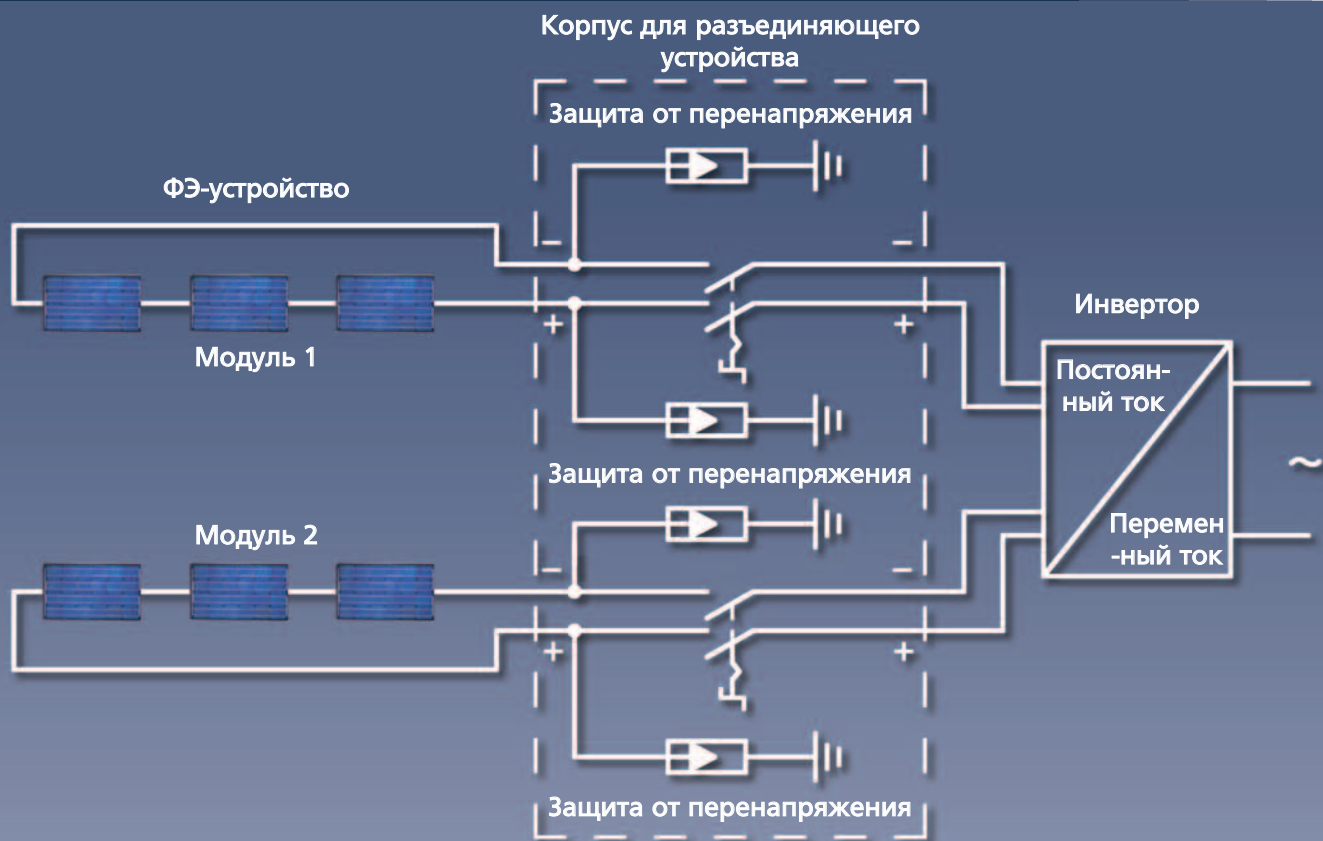 Корпус для разъединяющего
устройства
Защита от перенапряжения
ФЭ-устройство
–
–
Модуль 1
+
+
Инвертор
Постоян-
ный ток
Защита от перенапряжения
~
Модуль 2
Перемен
-ный ток
–
–
+
+
Защита от перенапряжения